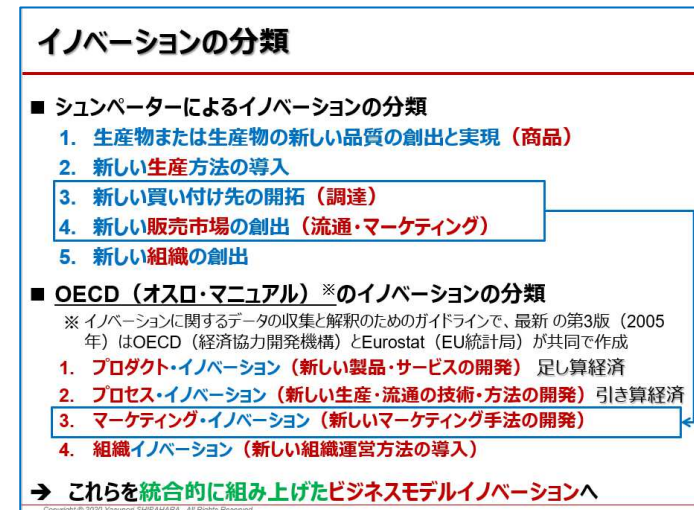 イノベーションの分類
■ シュンペーターによるイノベーションの分類
1. 生産物または生産物の新しい品質の創出と実現（商品）
2. 新しい生産方法の導入
3. 新しい買い付け先の開拓（調達）
4. 新しい販売市場の創出（流通・マーケティング）
5. 新しい組織の創出
■ OECD（オスロ・マニュアル）※のイノベーションの分類
※ イノベーションに関するデータの収集と解釈のためのガイドラインで、最新 の第3版（2005
年）はOECD（経済協力開発機構）とEurostat（EU統計局）が共同で作成
1. プロダクト・イノベーション（新しい製品・サービスの開発） 足し算経済
2. プロセス・イノベーション（新しい生産・流通の技術・方法の開発）引き算経済
3. マーケティング・イノベーション（新しいマーケティング手法の開発）
4. 組織イノベーション（新しい組織運営方法の導入）
→ これらを統合的に組み上げたビジネスモデルイノベーションへ
Copyright© 2020 Yasunori SHIBAHARA All Rights Reserved